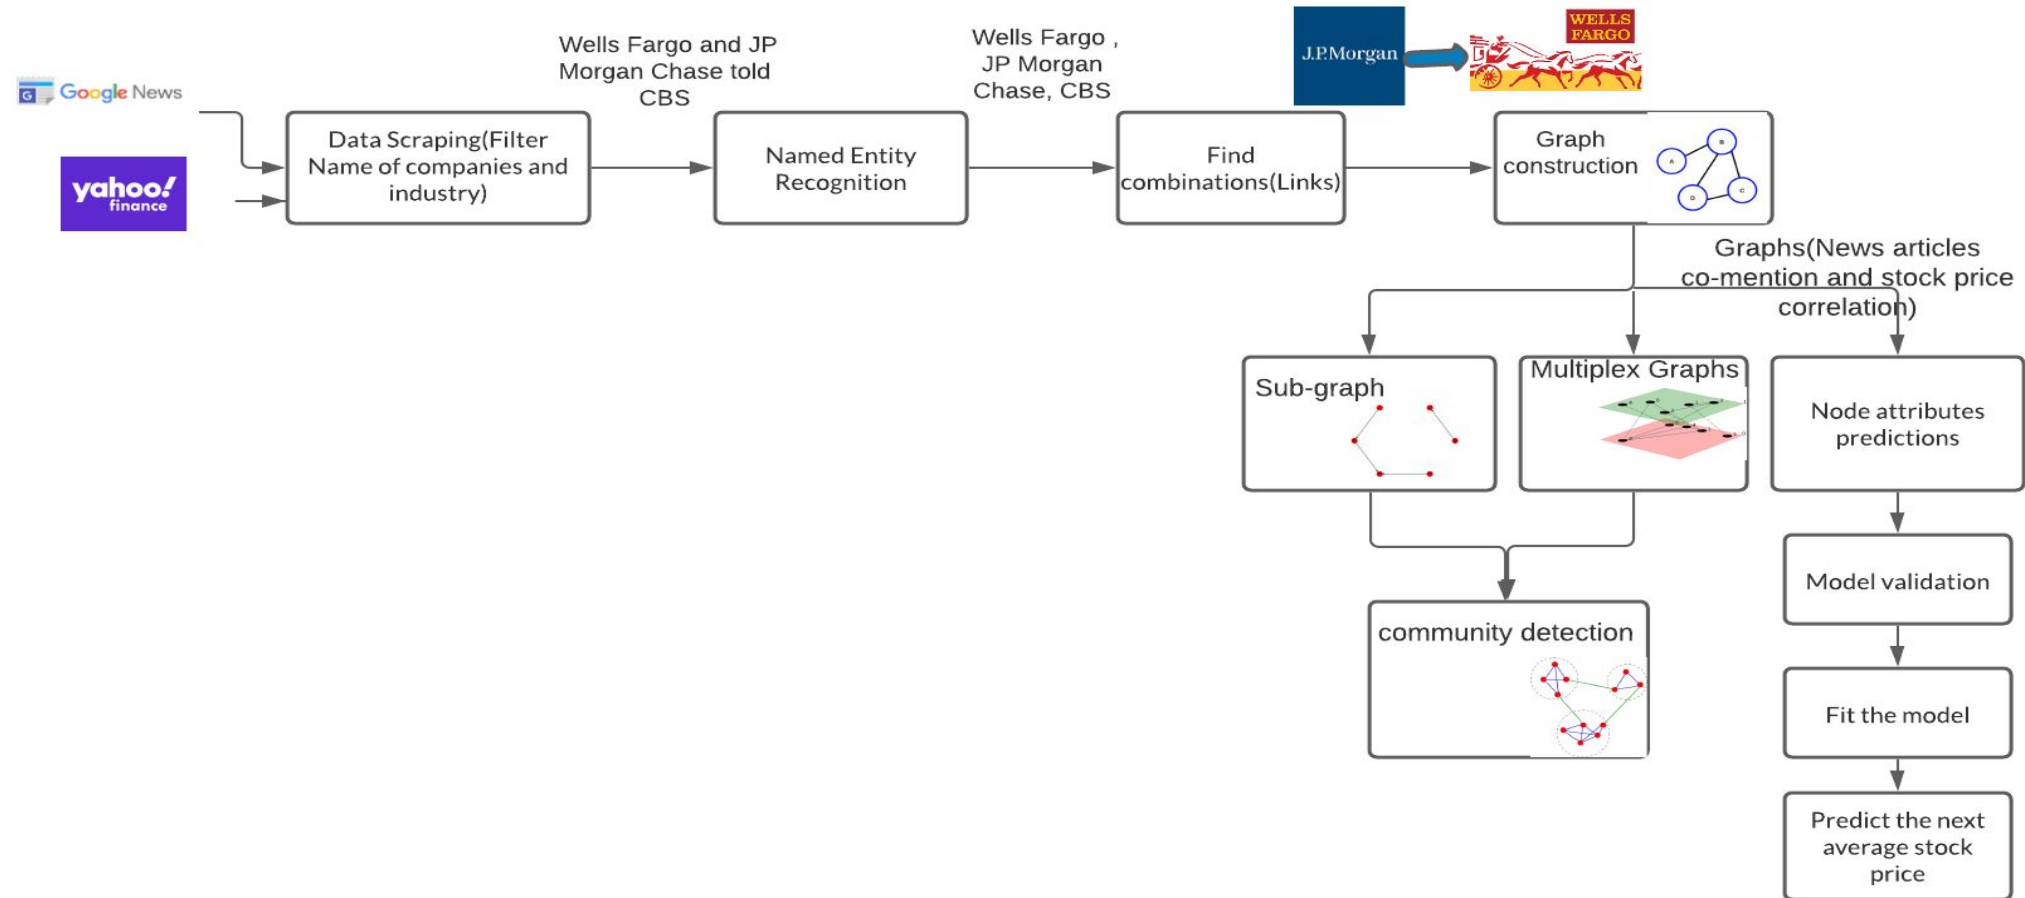 Google News
G
yahoo!
finance
Data Scraping(Filter
Name of companies and
industry)
Wells Fargo and JP
Morgan Chase told
CBS
Named Entity
Recognition
Wells Fargo ,
JP Morgan
Chase, CBS
Find
combinations(Links)
J.P.Morgan
WELLS
FARGO
Graph
construction
A
B
C
D
Graphs(News articles
co-mention and stock price
correlation)
Sub-graph
Multiplex Graphs
Node attributes
predictions
community detection
Model validation
Fit the model
Predict the next
average stock
price